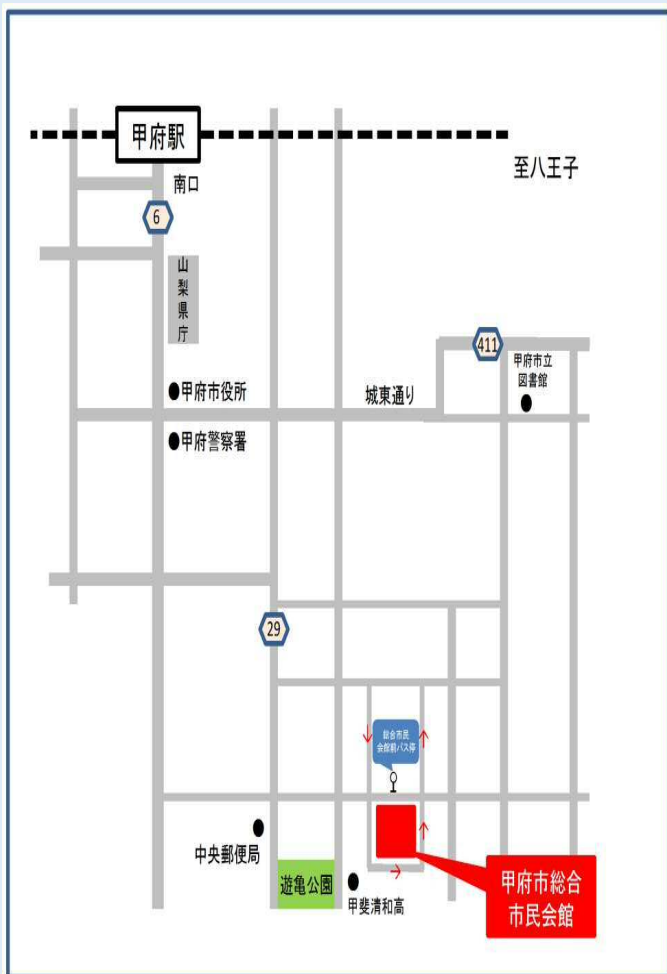 甲府駅
至八王子
南口
6
山梨県庁
411
甲府市立
図書館
●甲府市役所
城東通り
●甲府警察署
29
総合市民
会館前バス停
中央郵便局
遊亀公園
甲斐清和高
甲府市総合
市民会館